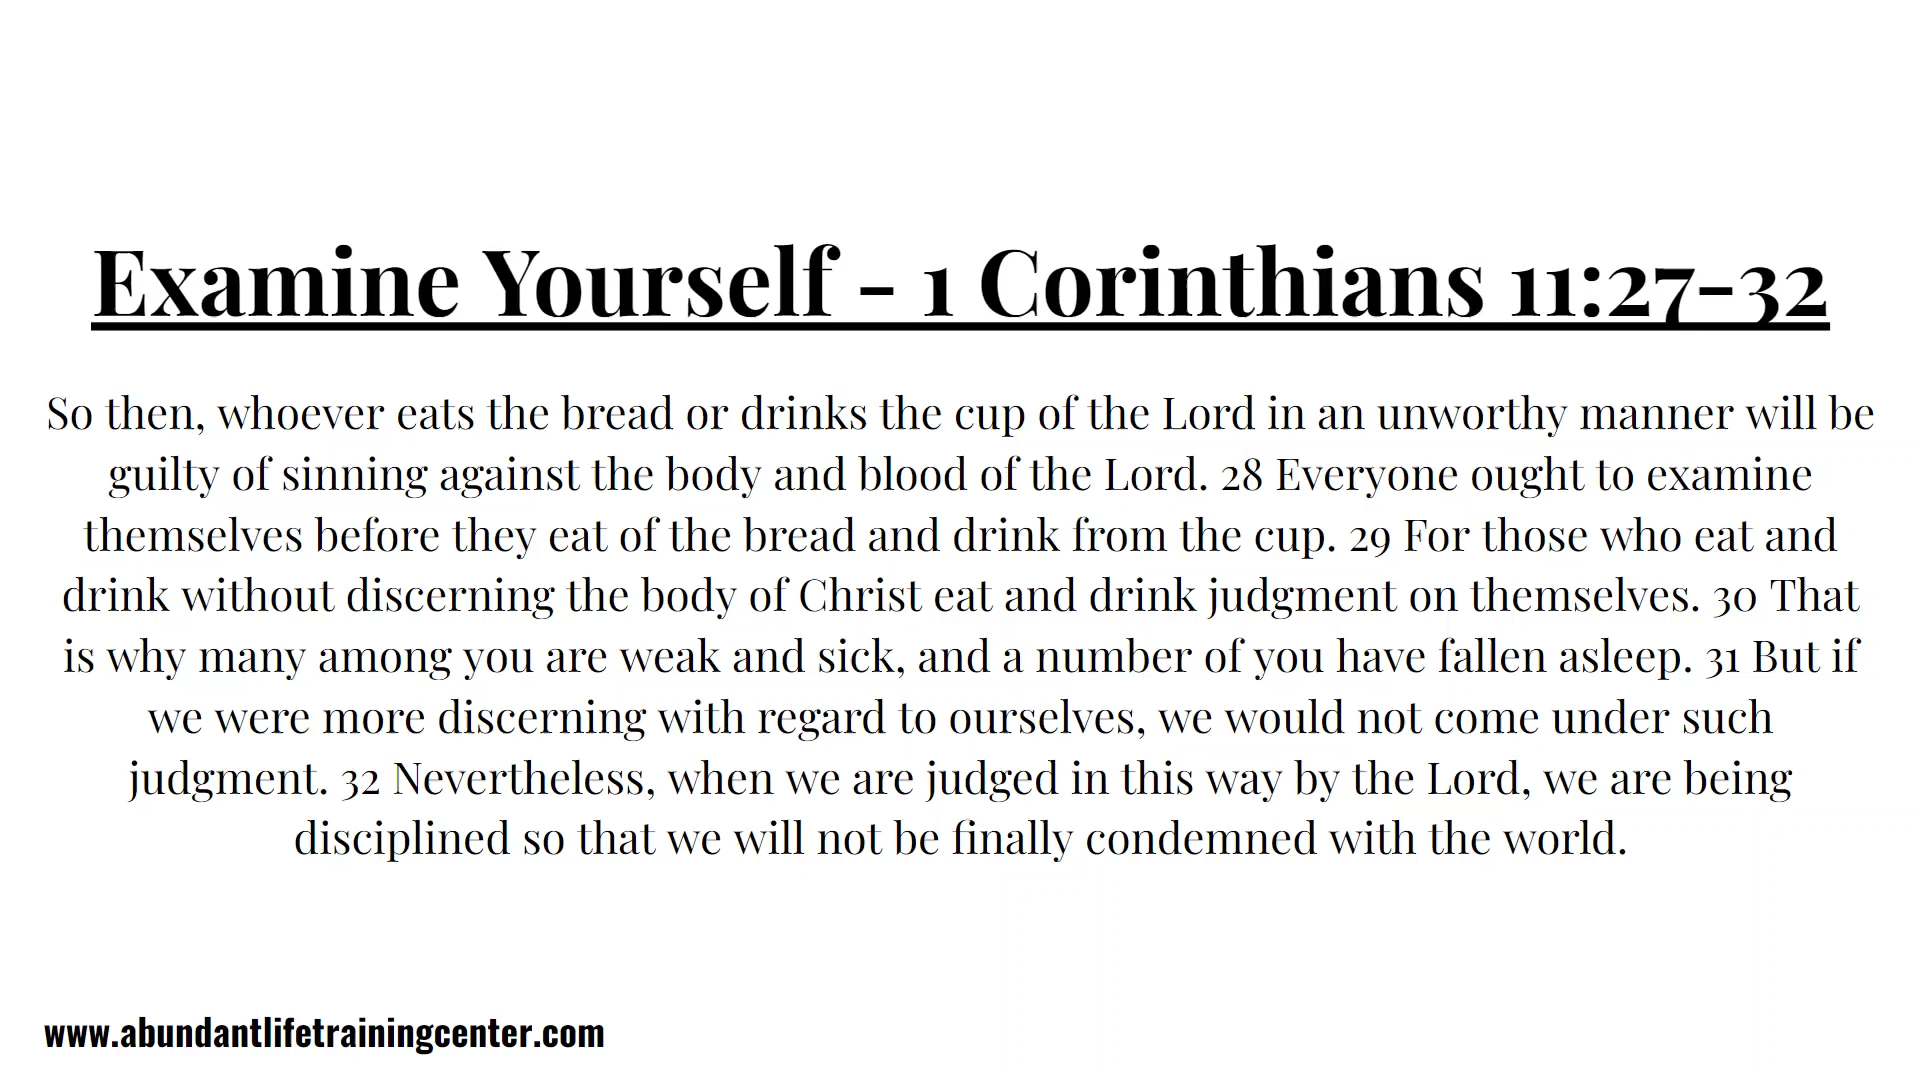 Examine Yourself - 1 Corinthians 11:27-32
So then, whoever eats the bread or drinks the cup of the Lord in an unworthy manner will be
guilty of sinning against the body and blood of the Lord. 28 Everyone ought to examine
themselves before they eat of the bread and drink from the cup. 29 For those who eat and
drink without discerning the body of Christ eat and drink judgment on themselves. 30 That
is why many among you are weak and sick, and a number of you have fallen asleep. 31 But if
we were more discerning with regard to ourselves, we would not come under such
judgment. 32 Nevertheless, when we are judged in this way by the Lord, we are being
disciplined so that we will not be finally condemned with the world.
www.abundantlifetrainingcenter.com